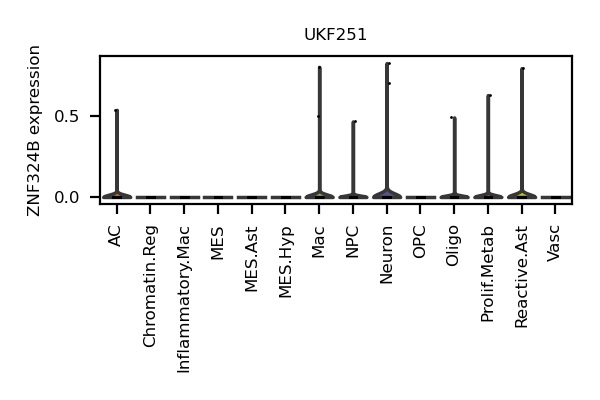 UKF251
ZNF324B expression
0.5
0.0
AC
Chromatin.Reg
Inflammatory.Mac
MES
MES.Ast
MES.Hyp
Mac
NPC
Neuron
OPC
Oligo
Prolif.Metab
Reactive.Ast
Vasc